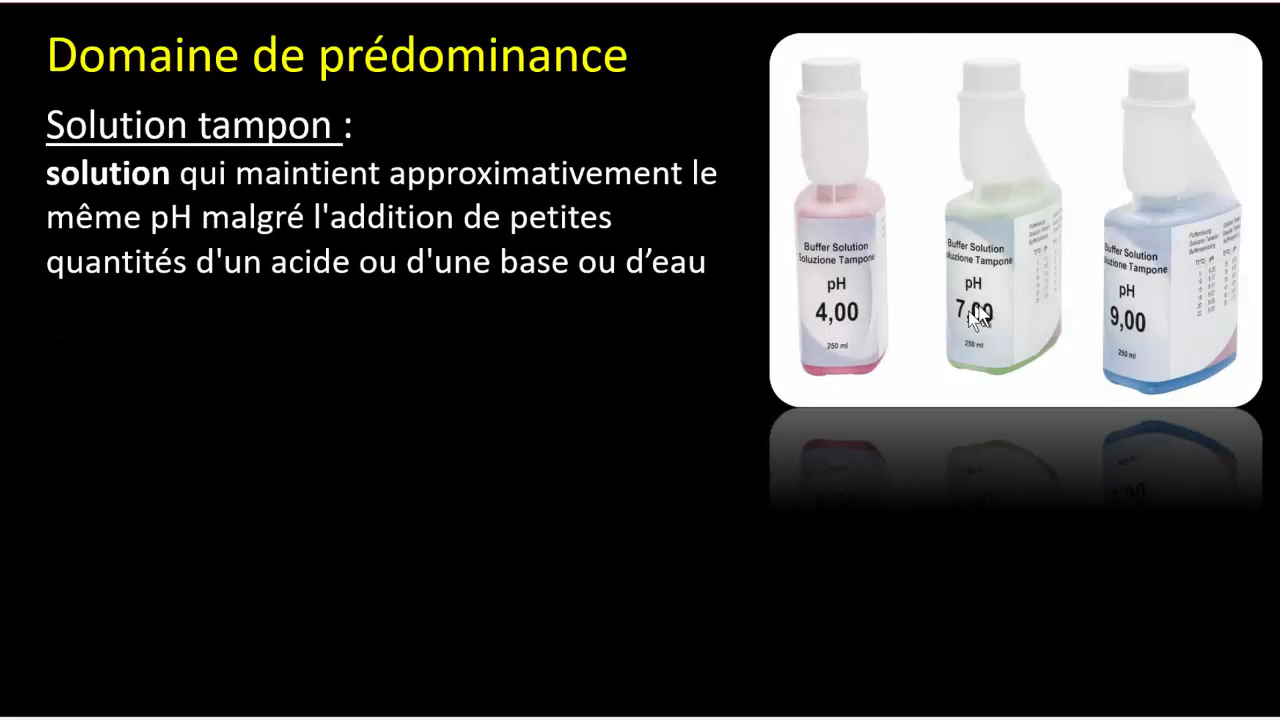 Domaine de prédominance
Solution tampon :
solution qui maintient approximativement le
même pH malgré l'addition de petites
quantités d'un acide ou d'une base ou d’eau
Buffer Solution
Soluzione Tampone
pH
4,00
250 ml
Buffer Solution
Soluzione Tampone
pH
7,00
250 ml
Buffer Solution
Soluzione Tampone
pH
9,00
250 ml